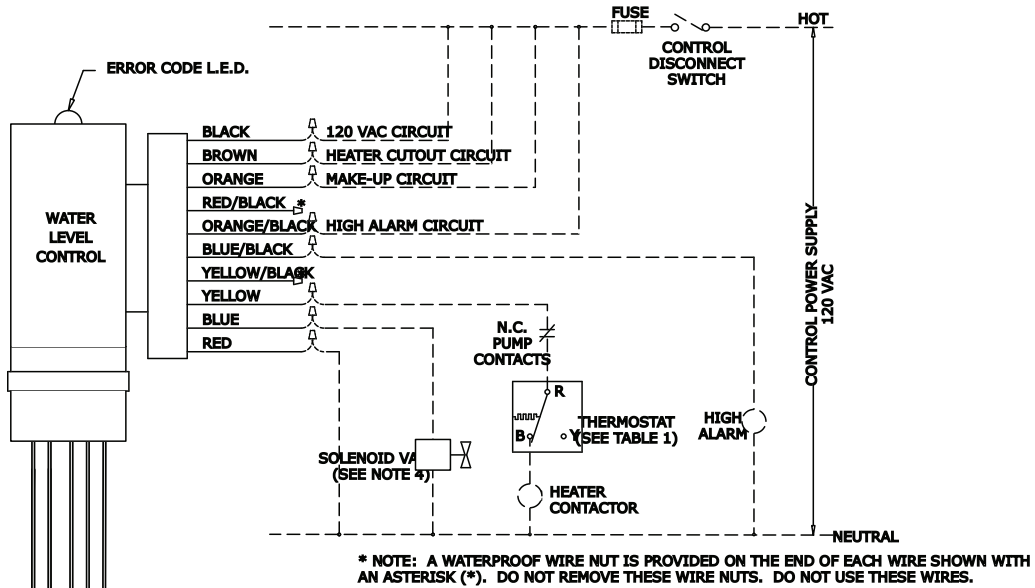 FUSE
HOT
CONTROL
DISCONNECT
SWITCH
ERROR CODE L.E.D.
BLACK
120 VAC CIRCUIT
BROWN
HEATER CUTOUT CIRCUIT
ORANGE
MAKE-UP CIRCUIT
RED/BLACK *
ORANGE/BLACK
HIGH ALARM CIRCUIT
BLUE/BLACK
YELLOW/BLACK *
YELLOW
BLUE
RED
WATER
LEVEL
CONTROL
N.C.
PUMP
CONTACTS
CONTROL POWER SUPPLY
120 VAC
R
B
Y
THERMOSTAT
(SEE TABLE 1)
HIGH
ALARM
SOLENOID VA
(SEE NOTE 4)
HEATER
CONTACTOR
NEUTRAL
* NOTE: A WATERPROOF WIRE NUT IS PROVIDED ON THE END OF EACH WIRE SHOWN WITH
AN ASTERISK (*). DO NOT REMOVE THESE WIRE NUTS. DO NOT USE THESE WIRES.